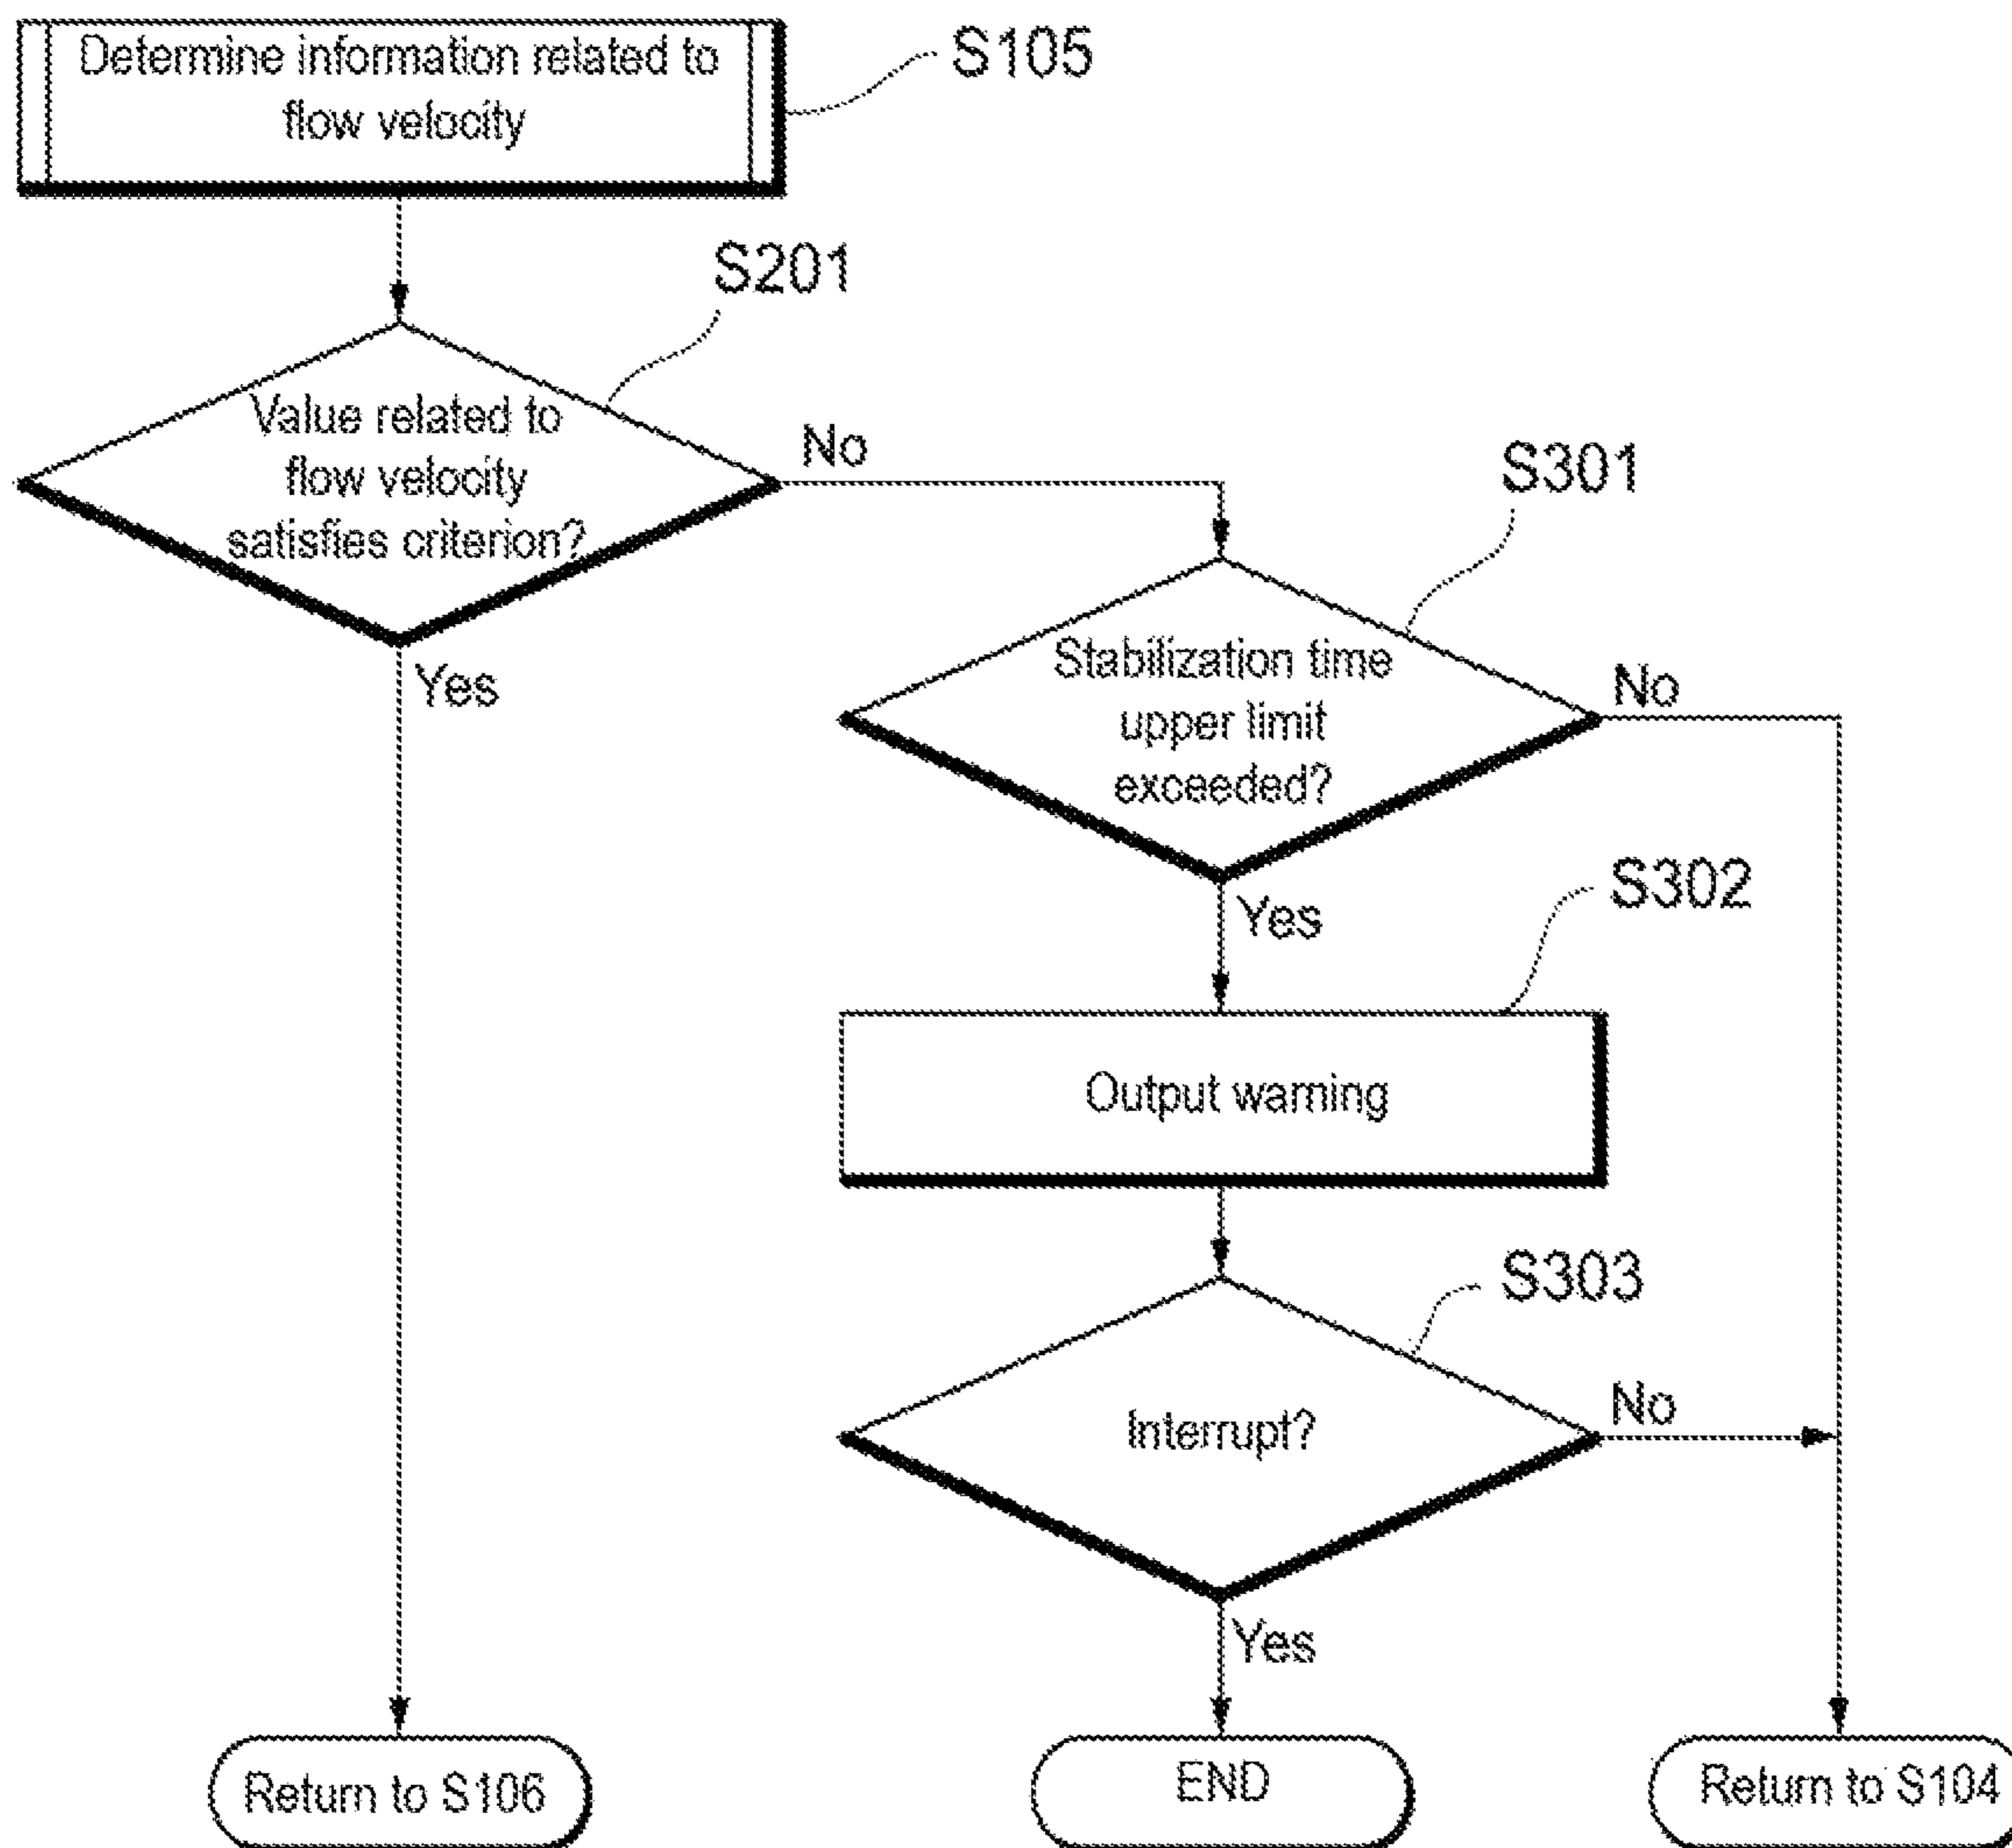 Determine information related to
flow velocity
S105
S201
Value related to
flow velocity
satisfies criterion?
No
Yes
S301
Stabilization time
upper limit
exceeded?
No
Yes
S302
Output warning
S303
Interrupt?
No
Yes
Return to S106
END
Return to S104